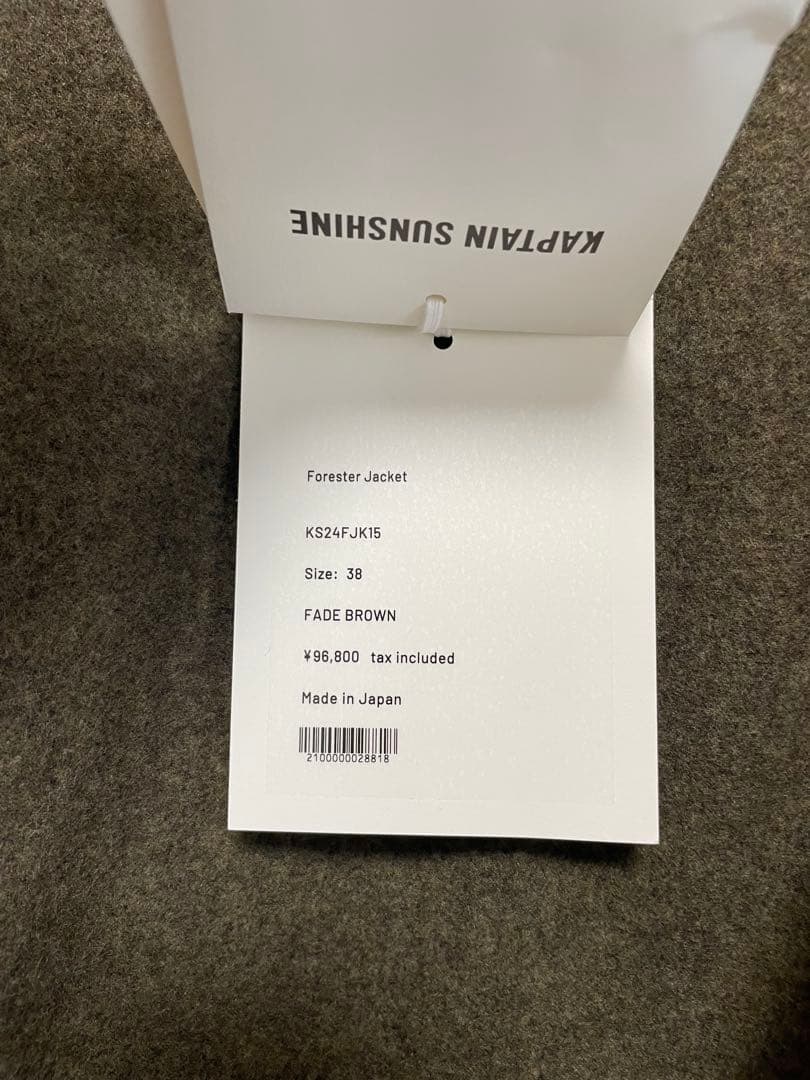 KAPTAIN SUNSHINE
Forester Jacket
KS24FJK15
Size: 38
FADE BROWN
¥96,800 tax included
Made in Japan
2100000028818